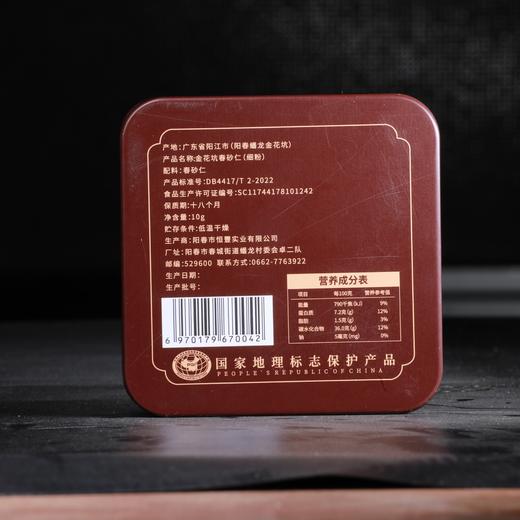 产地:广东省阳江市(阳春蟠龙金花坑)
产品名称:金花坑春砂仁(细粉)
配料:春砂仁
产品标准号:DB4417/T 2-2022
食品生产许可证编号:SC11744178101242
保质期:十八个月
净含量:10g
贮存条件:低温干燥
生产商:阳春市恒豐实业有限公司
厂址:阳春市春城街道蟠龙村委会卓二队
邮编:529600 联系方式:0662-7763922
生产日期:
生产批号:
营养成分表
项目 每100克 营养参考值
能量 790千焦(kJ) 9%
蛋白质 7.2克(g) 12%
脂肪 1.5克(g) 3%
碳水化合物 36.0克(g) 12%
钠 5毫克(mg) 0%
6 970179 670042
国家地理标志保护产品
PEOPLE'S REPUBLIC OF CHINA